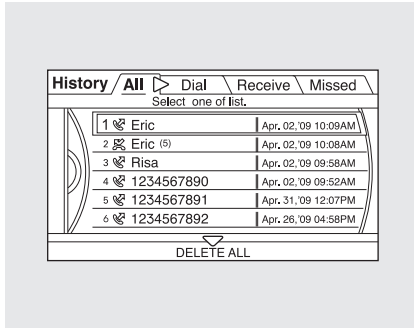 History All Dial Receive Missed
Select one of list.
1 Eric Apr. 02,'09 10:09AM
2 Eric (5) Apr. 02,'09 10:08AM
3 Risa Apr. 02,'09 09:58AM
4 1234567890 Apr. 02,'09 09:52AM
5 1234567891 Apr. 31,'09 12:07PM
6 1234567892 Apr. 26,'09 04:58PM
DELETE ALL